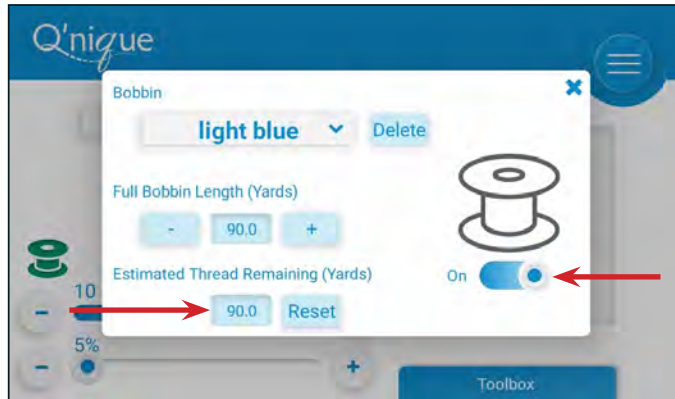 Q'nique
Bobbin
light blue
Delete
Full Bobbin Length (Yards)
- 90.0 +
Estimated Thread Remaining (Yards)
On
10
90.0 Reset
-
5%
- +
Toolbox